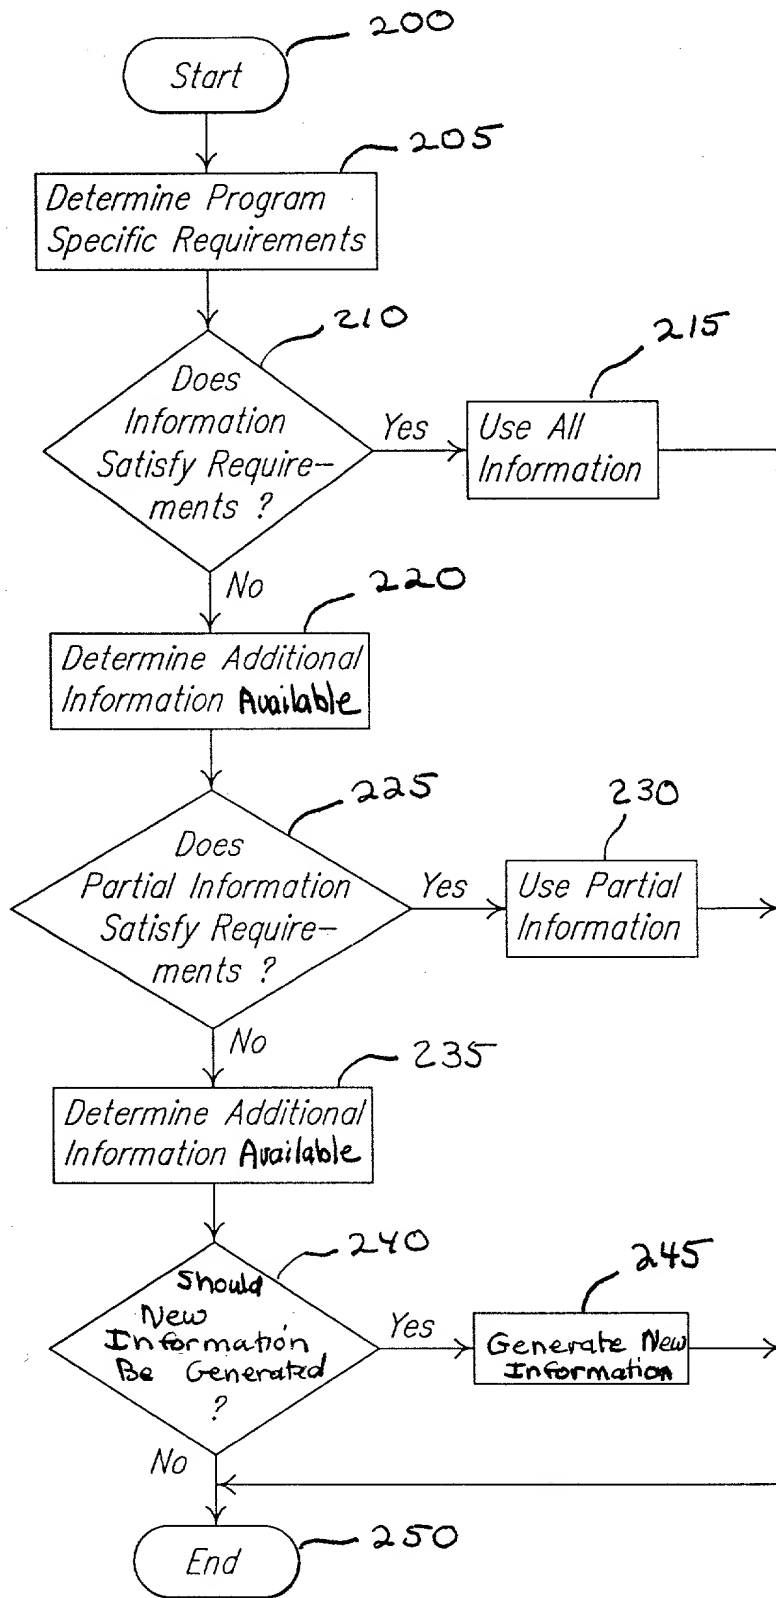 200
Start
205
Determine Program
Specific Requirements
210
Does
Information
Satisfy Require–
ments ?
Yes
215
Use All
Information
No
220
Determine Additional
Information Available
225
Does
Partial Information
Satisfy Require–
ments ?
Yes
230
Use Partial
Information
No
235
Determine Additional
Information Available
240
Should
New
Information
Be Generated
?
Yes
245
Generate New
Information
No
End
250